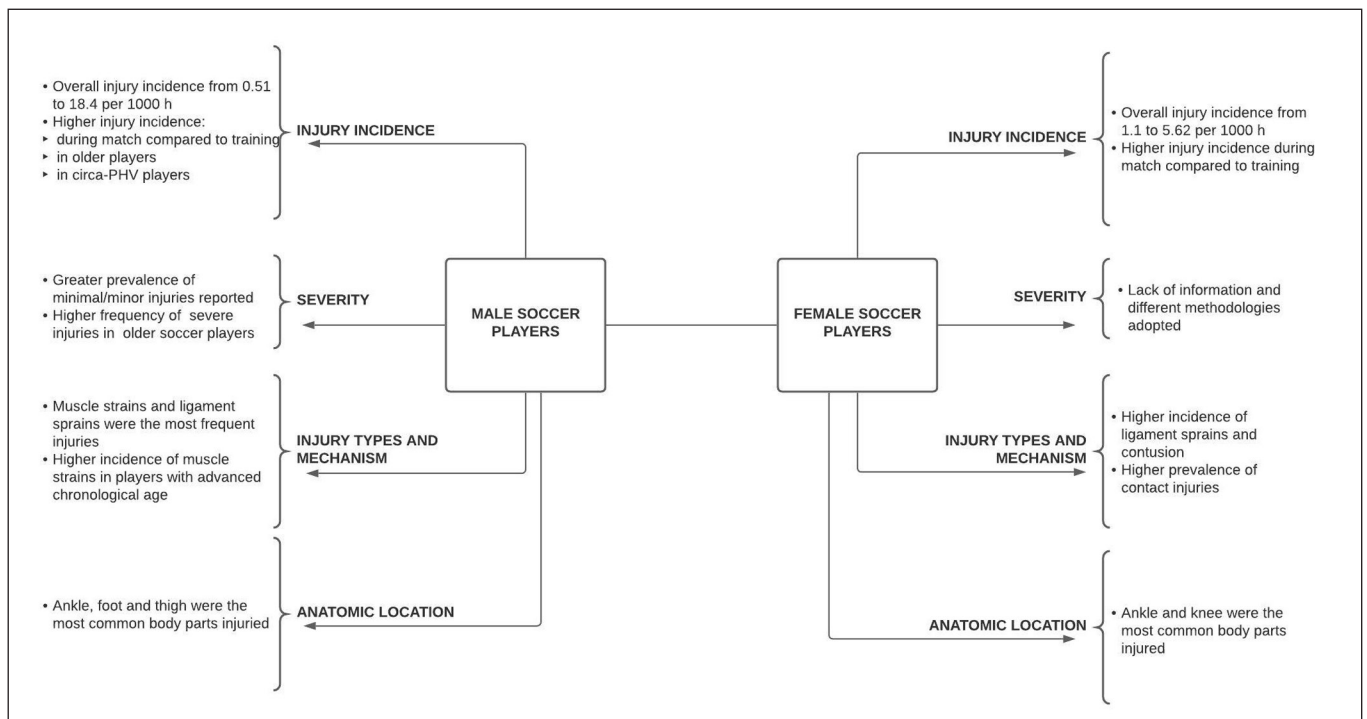 • Overall injury incidence from 0.51
to 18.4 per 1000 h
• Higher injury incidence:
‣ during match compared to training
‣ in older players
‣ in circa-PHV players
INJURY INCIDENCE
• Greater prevalence of
minimal/minor injuries reported
• Higher frequency of severe
injuries in older soccer players
SEVERITY
• Muscle strains and ligament
sprains were the most frequent
injuries
• Higher incidence of muscle
strains in players with advanced
chronological age
INJURY TYPES AND
MECHANISM
• Ankle, foot and thigh were the
most common body parts injuried
ANATOMIC LOCATION
MALE SOCCER
PLAYERS
FEMALE SOCCER
PLAYERS
INJURY INCIDENCE
• Overall injury incidence from
1.1 to 5.62 per 1000 h
• Higher injury incidence during
match compared to training
SEVERITY
• Lack of information and
different methodologies
adopted
INJURY TYPES AND
MECHANISM
• Higher incidence of
ligament sprains and
contusion
• Higher prevalence of
contact injuries
ANATOMIC LOCATION
• Ankle and knee were the
most common body parts
injured